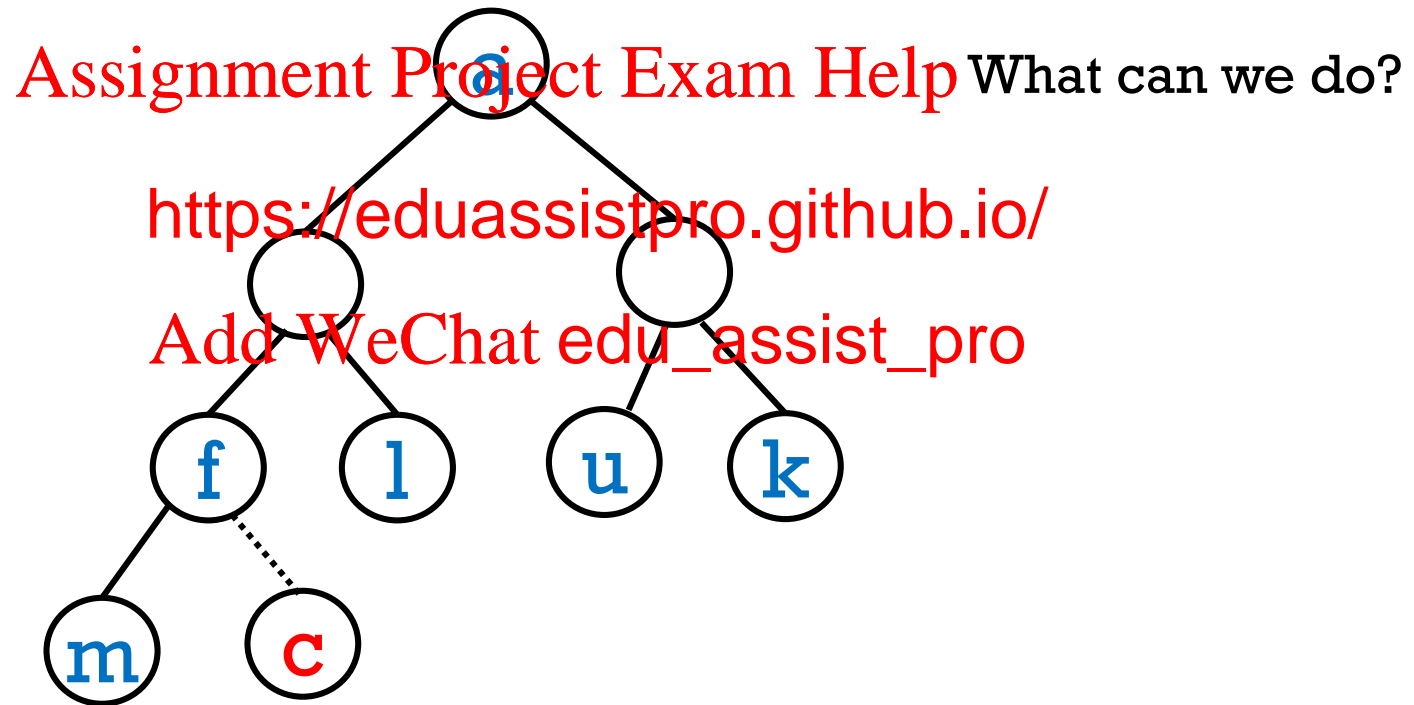 a
Assignment Project Exam Help What can we do?
https://eduassistpro.github.io/
Add WeChat edu_assist_pro
f l u k
m c